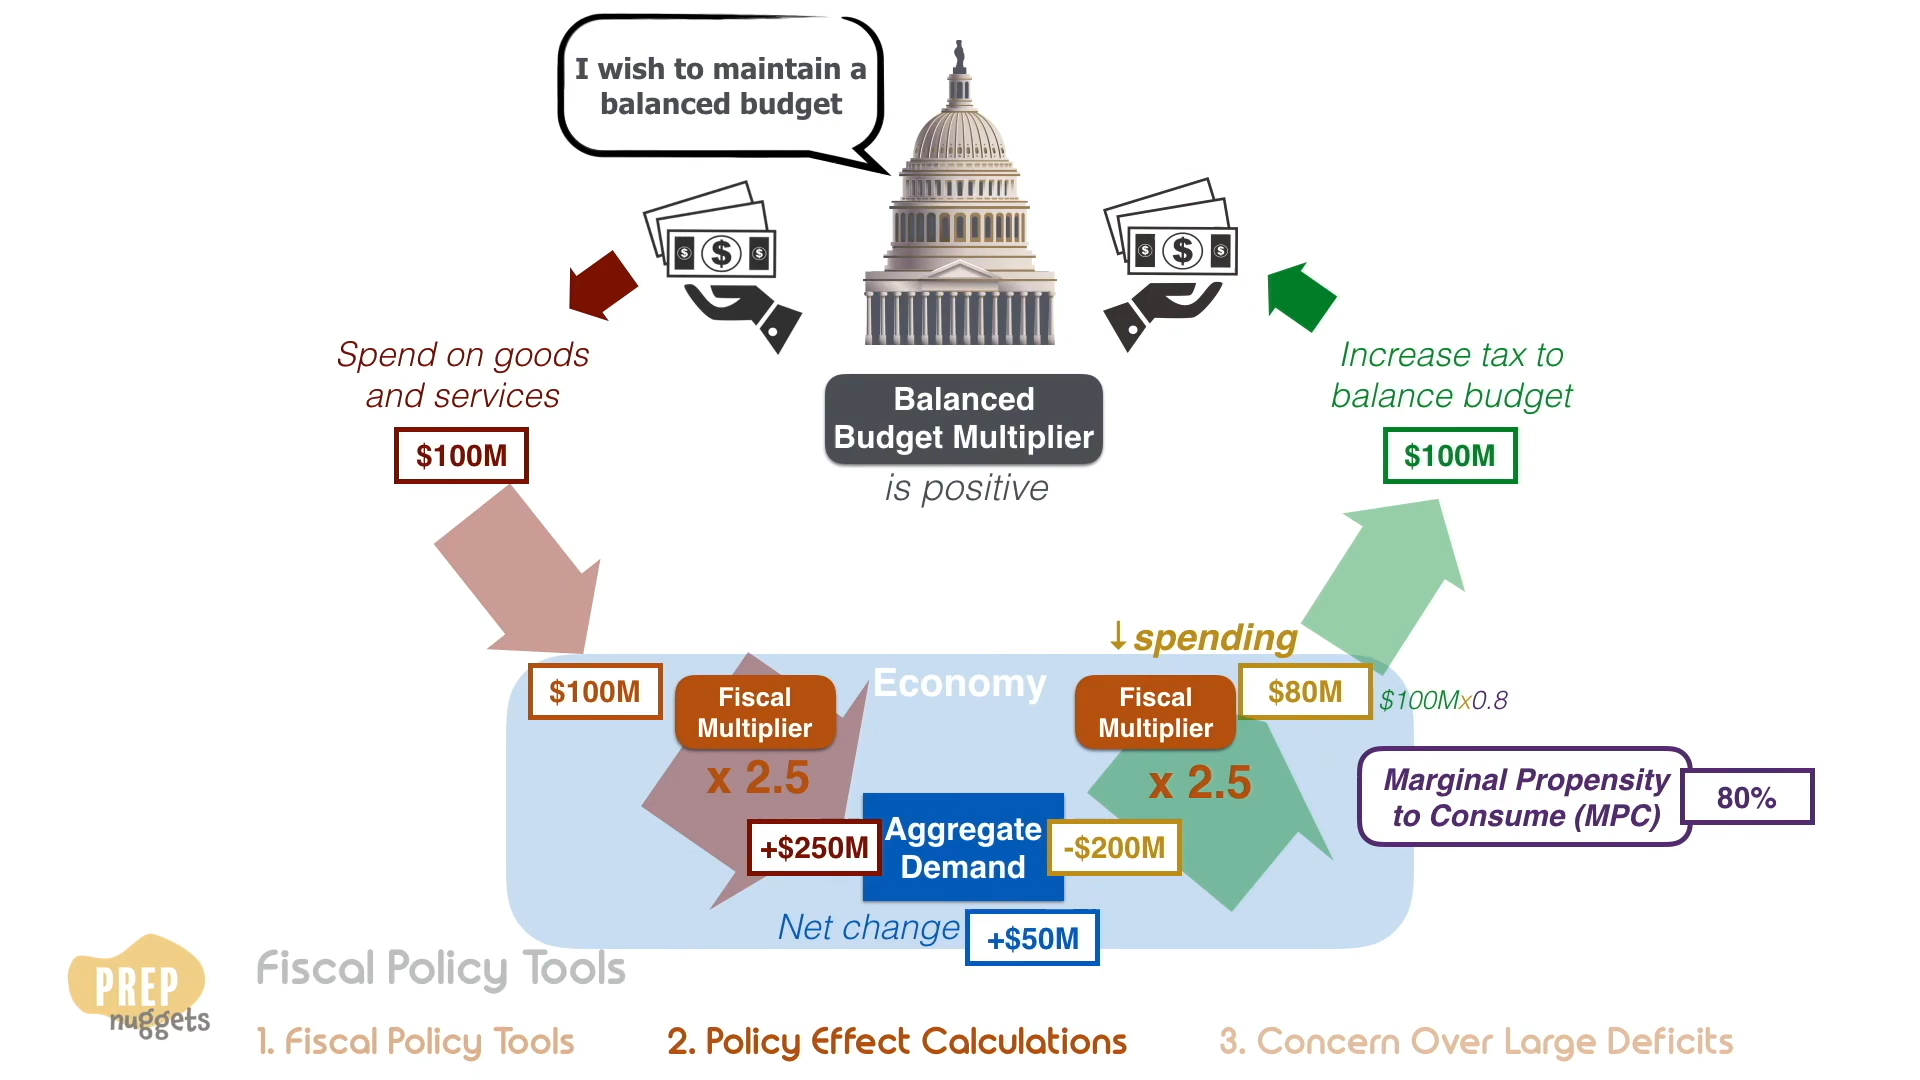 I wish to maintain a
balanced budget
Spend on goods
and services
$100M
Balanced
Budget Multiplier
is positive
Increase tax to
balance budget
$100M
↓spending
$100M
Fiscal
Multiplier
x 2.5
Economy
Fiscal
Multiplier
x 2.5
$80M
$100Mx0.8
Marginal Propensity
to Consume (MPC)
80%
+$250M
Aggregate
Demand
-$200M
Net change
+$50M
PREP
nuggets
Fiscal Policy Tools
1. Fiscal Policy Tools
2. Policy Effect Calculations
3. Concern Over Large Deficits